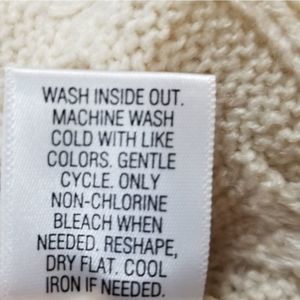 WASH INSIDE OUT.
MACHINE WASH
COLD WITH LIKE
COLORS. GENTLE
CYCLE. ONLY
NON-CHLORINE
BLEACH WHEN
NEEDED. RESHAPE,
DRY FLAT. COOL
IRON IF NEEDED.